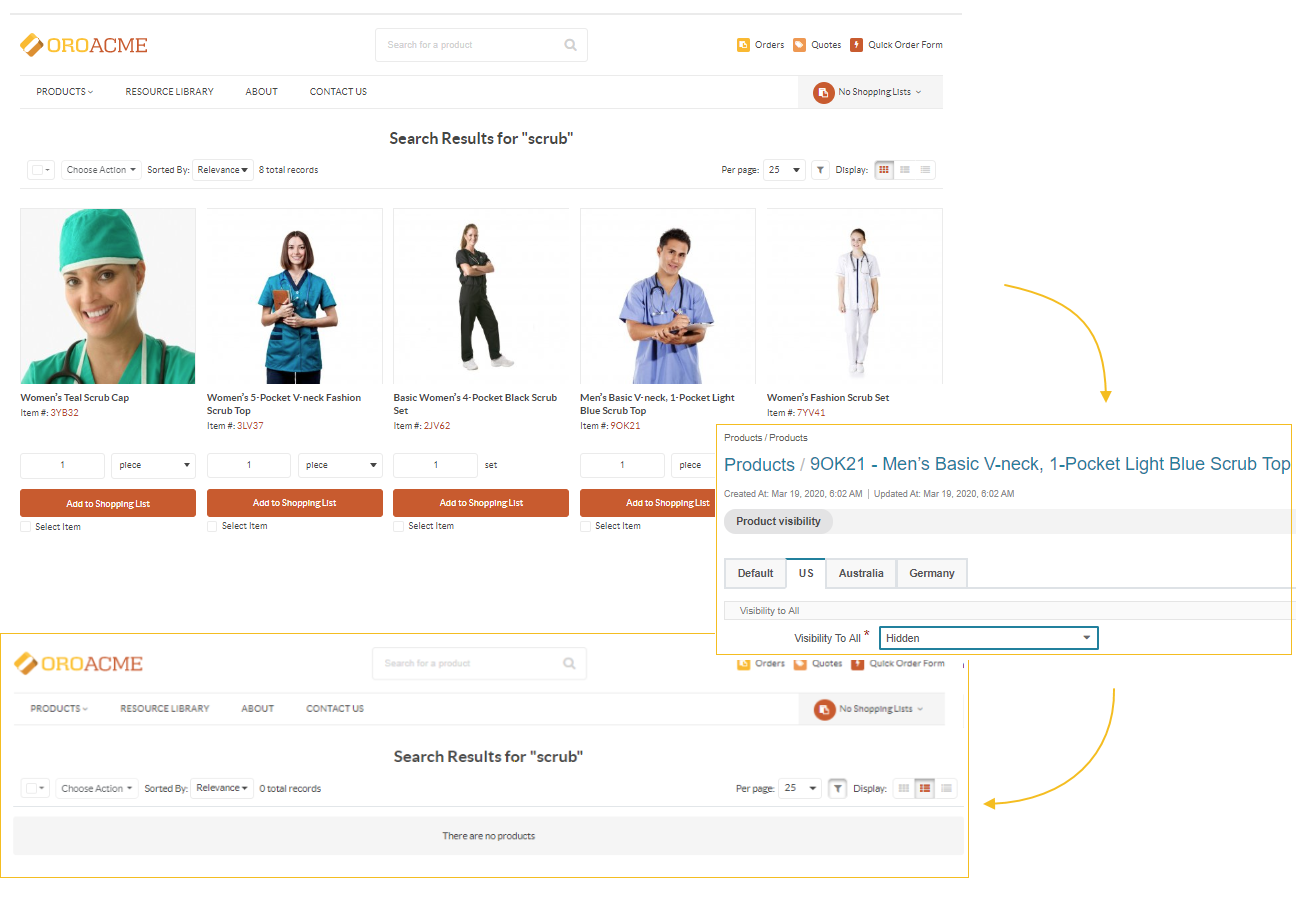 OROACME
Search for a product
Orders Quotes Quick Order Form
PRODUCTS RESOURCE LIBRARY ABOUT CONTACT US No Shopping Lists
Search Results for "scrub"
Choose Action Sorted By: Relevance 8 total records Per page: 25 Display:
Women's Teal Scrub Cap
Item #: 3YB32
1 piece
Add to Shopping List
Select Item
Women's 5-Pocket V-neck Fashion
Scrub Top
Item #: 3LV37
1 piece
Add to Shopping List
Select Item
Basic Women's 4-Pocket Black Scrub
Set
Item #: 2JV62
1 set
Add to Shopping List
Select Item
Men's Basic V-neck, 1-Pocket Light
Blue Scrub Top
Item #: 9OK21
1 piece
Add to Shopping List
Select Item
Women's Fashion Scrub Set
Item #: 7YV41
Products / Products
Products / 9OK21 - Men's Basic V-neck, 1-Pocket Light Blue Scrub Top
Created At: Mar 19, 2020, 6:02 AM | Updated At: Mar 19, 2020, 6:02 AM
Product visibility
Default US Australia Germany
Visibility to All
Visibility To All * Hidden
OROACME
Search for a product
Orders Quotes Quick Order Form
PRODUCTS RESOURCE LIBRARY ABOUT CONTACT US No Shopping Lists
Search Results for "scrub"
Choose Action Sorted By: Relevance 0 total records Per page: 25 Display:
There are no products